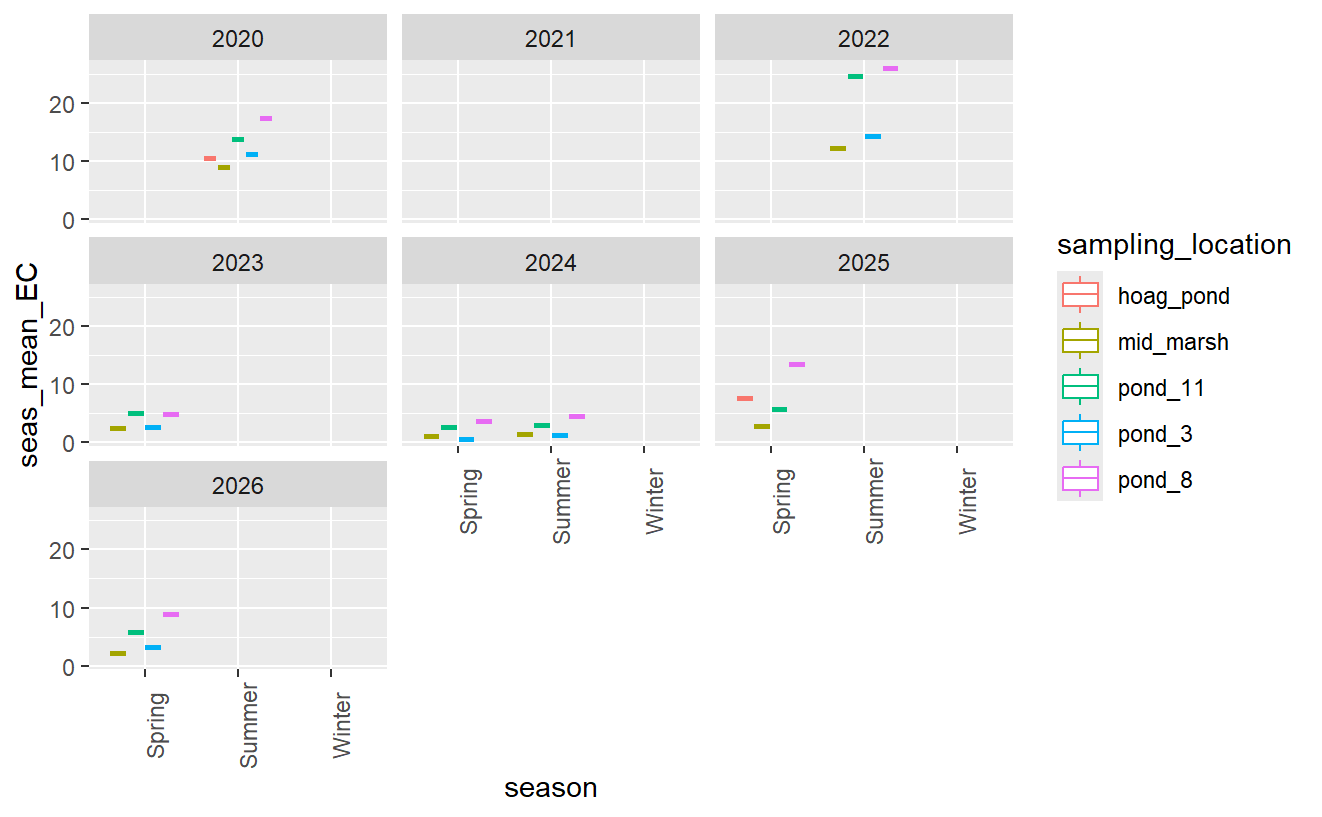 2020
2021
2022
20
10
0
2023
2024
2025
20
10
0
Spring
Summer
Winter
Spring
Summer
Winter
2026
20
10
0
Spring
Summer
Winter
season
seas_mean_EC
sampling_location
hoag_pond
mid_marsh
pond_11
pond_3
pond_8